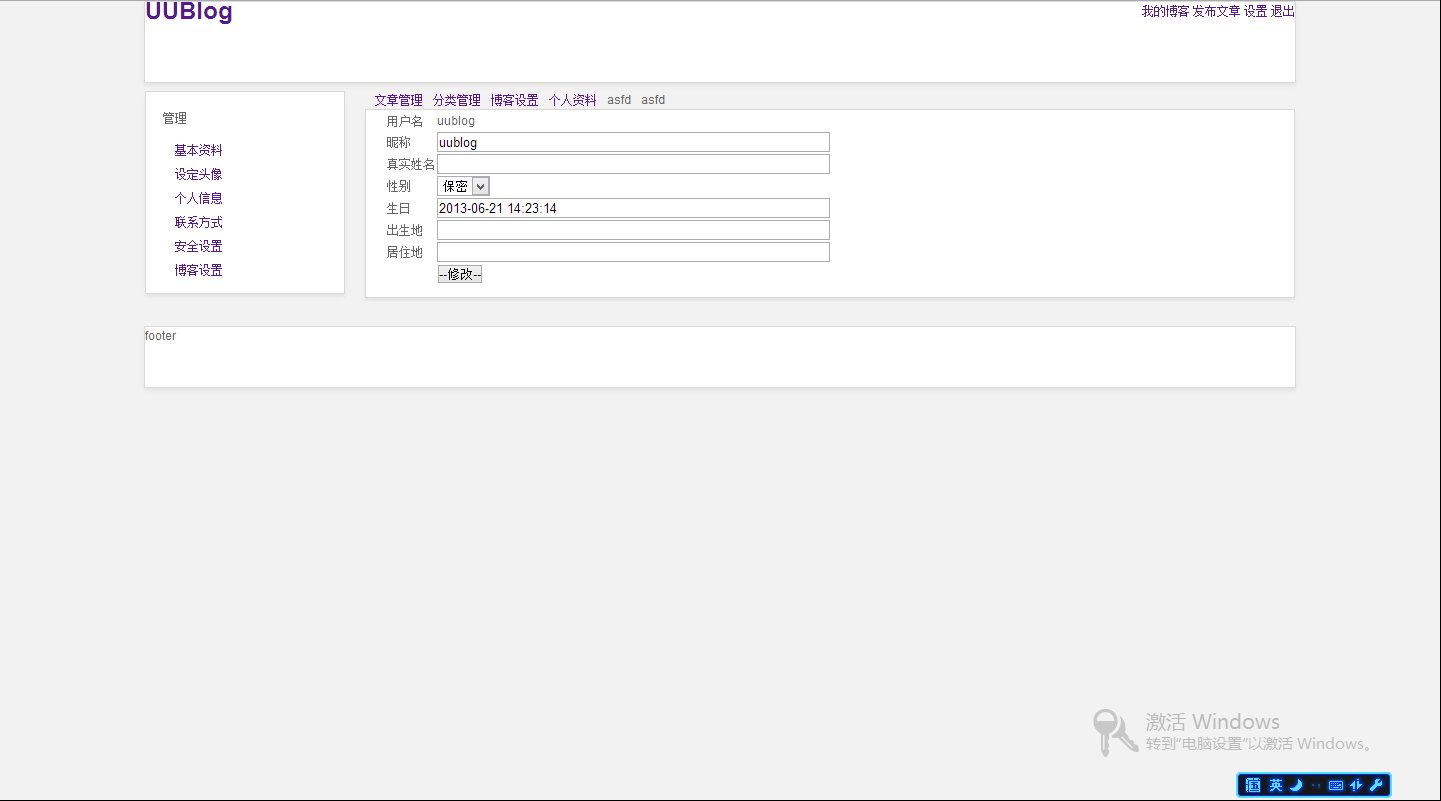 UUBlog
我的博客 发布文章 设置 退出
管理
基本资料
设定头像
个人信息
联系方式
安全设置
博客设置
文章管理 分类管理 博客设置 个人资料 asfd asfd
用户名 uublog
昵称 uublog
真实姓名
性别 保密
生日 2013-06-21 14:23:14
出生地
居住地
--修改--
footer
激活 Windows
转到"电脑设置"以激活 Windows。
英